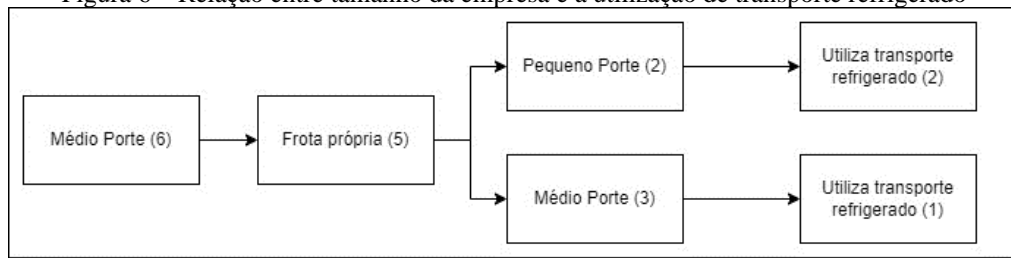 Figura 6 – Relação entre tamanho da empresa e a utilização de transporte refrigerado
Pequeno Porte (2)
Utiliza transporte
refrigerado (2)
Médio Porte (6)
Frota própria (5)
Médio Porte (3)
Utiliza transporte
refrigerado (1)